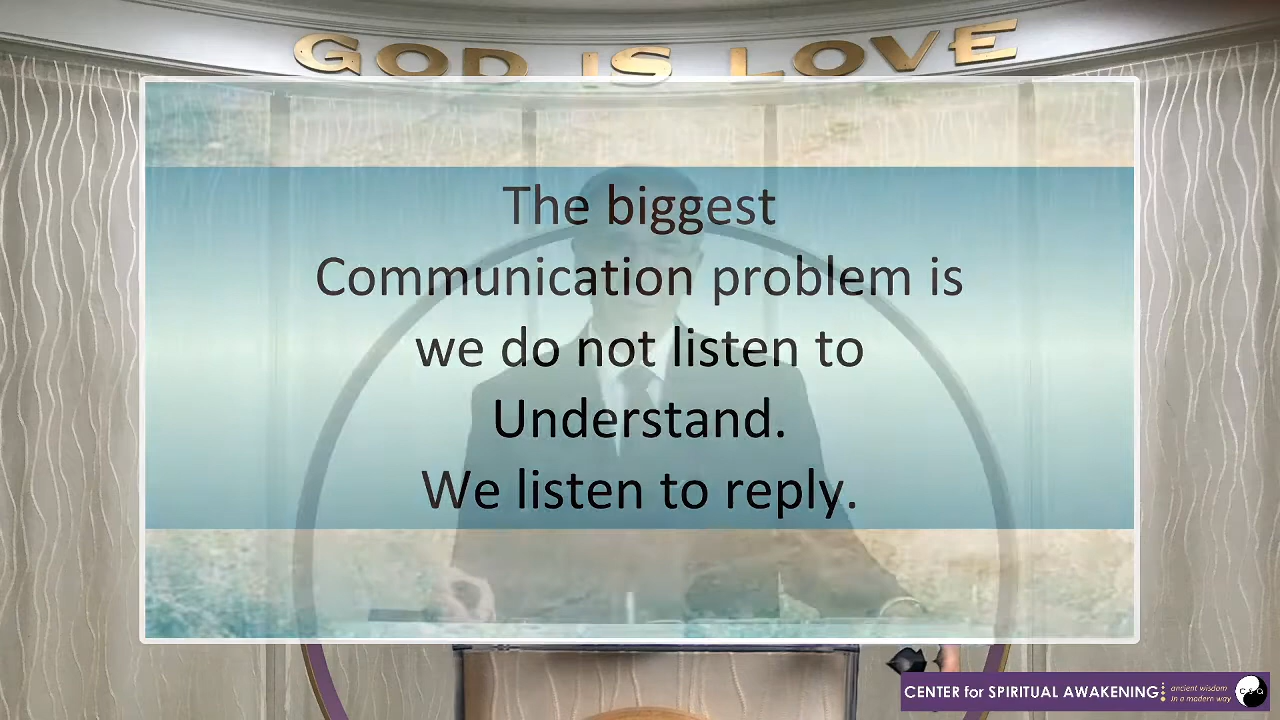 GOD IS LOVE
The biggest
Communication problem is
we do not listen to
Understand.
We listen to reply.
CENTER for SPIRITUAL AWAKENING
ancient wisdom
in a modern way